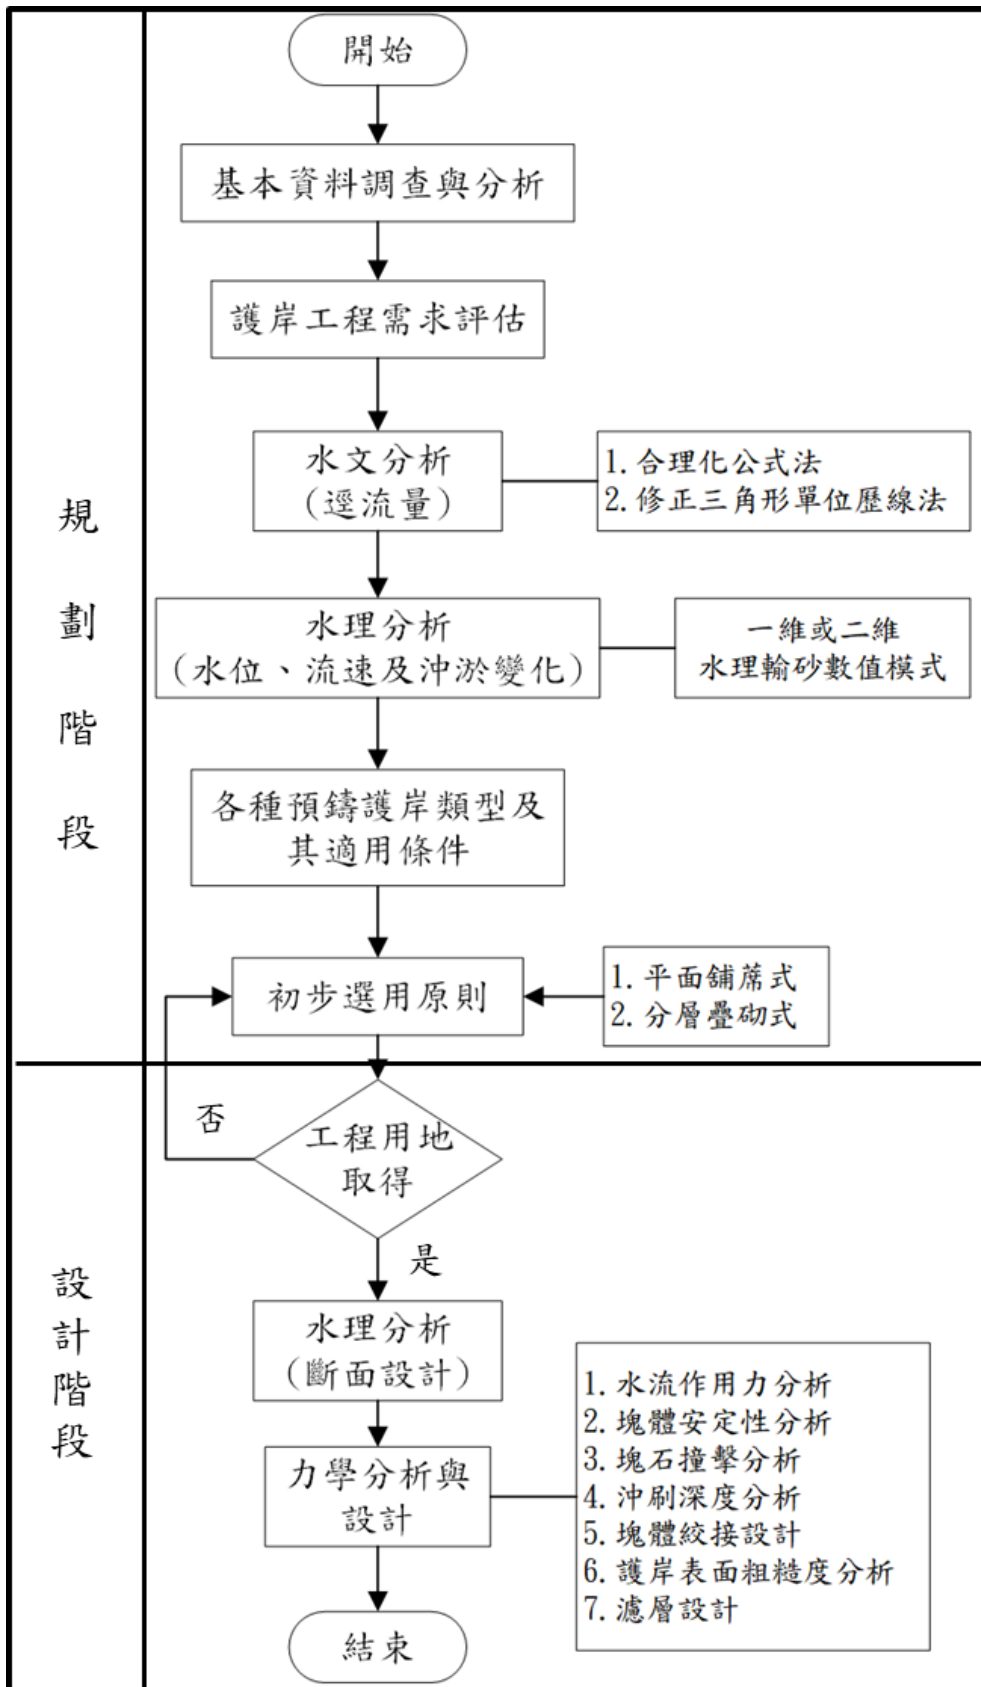 開始
基本資料調查與分析
護岸工程需求評估
水文分析
(逕流量)
1. 合理化公式法
2. 修正三角形單位歷線法
水理分析
(水位、流速及沖淤變化)
一維或二維
水理輸砂數值模式
各種預鑄護岸類型及
其適用條件
初步選用原則
1. 平面舖蓆式
2. 分層疊砌式
規
劃
階
段
工程用地
取得
否
是
水理分析
(斷面設計)
力學分析與
設計
1. 水流作用力分析
2. 塊體安定性分析
3. 塊石撞擊分析
4. 沖刷深度分析
5. 塊體絞接設計
6. 護岸表面粗糙度分析
7. 濾層設計
結束
設
計
階
段